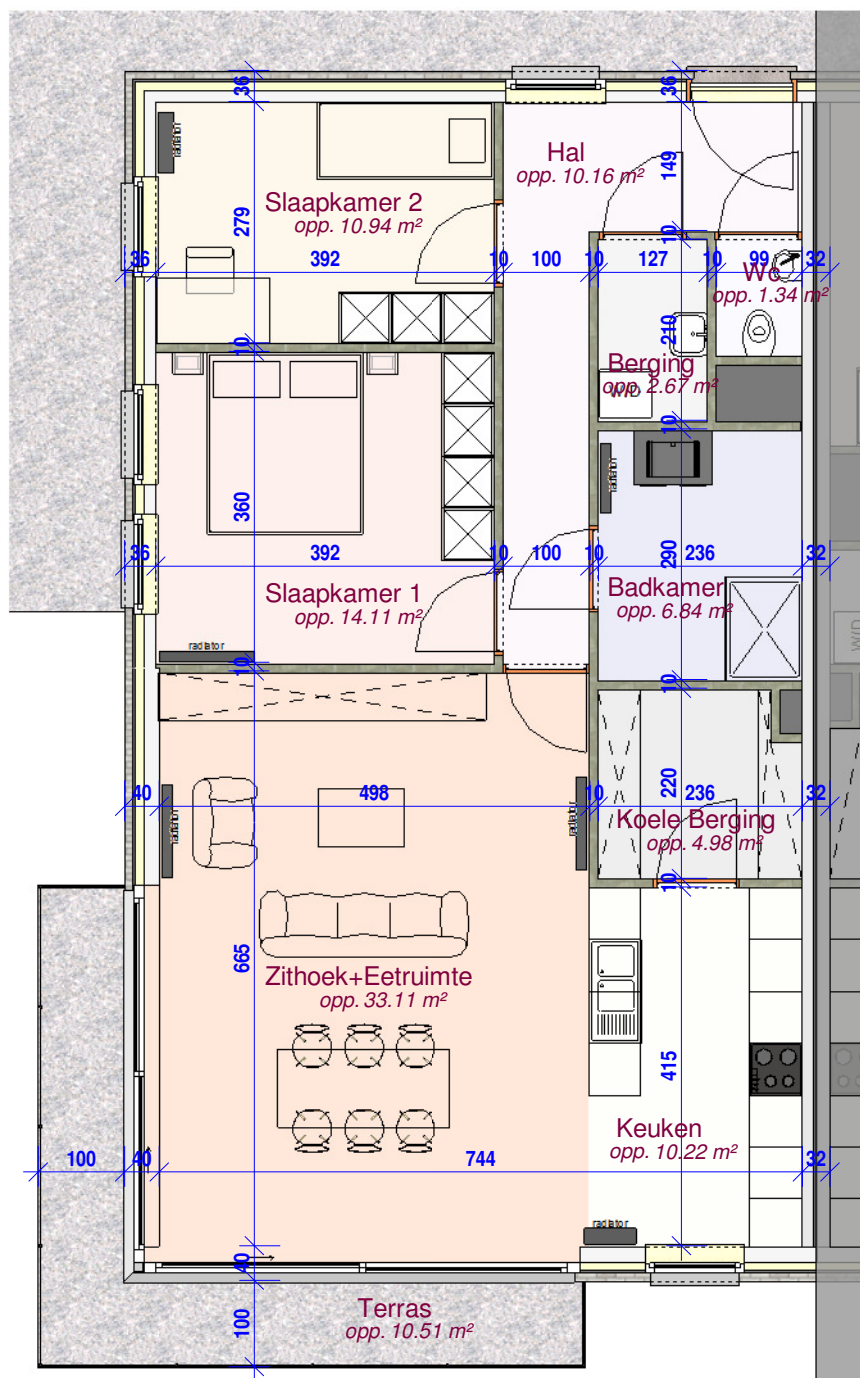 36
36
radiator
Hal
opp. 10.16 m²
149
Slaapkamer 2
opp. 10.94 m²
279
10
36
392
10
100
10
127
10
99
32
Wc
opp. 1.34 m²
210
Berging
opp. 2.67 m²
W/D
10
10
radiator
360
290
36
392
10
100
10
236
32
Slaapkamer 1
opp. 14.11 m²
Badkamer
opp. 6.84 m²
radiator
W/D
10
10
220
40
498
10
236
32
radiator
radiator
Koele Berging
opp. 4.98 m²
10
665
Zithoek+Eetruimte
opp. 33.11 m²
415
Keuken
opp. 10.22 m²
100
40
744
32
radiator
40
Terras
opp. 10.51 m²
100